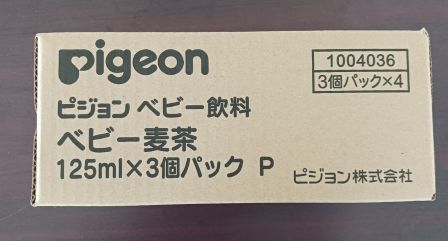 pigeon
1004036
3個パック×4
ピジョン ベビー飲料
ベビー麦茶
125ml×3個パック P
ピジョン株式会社